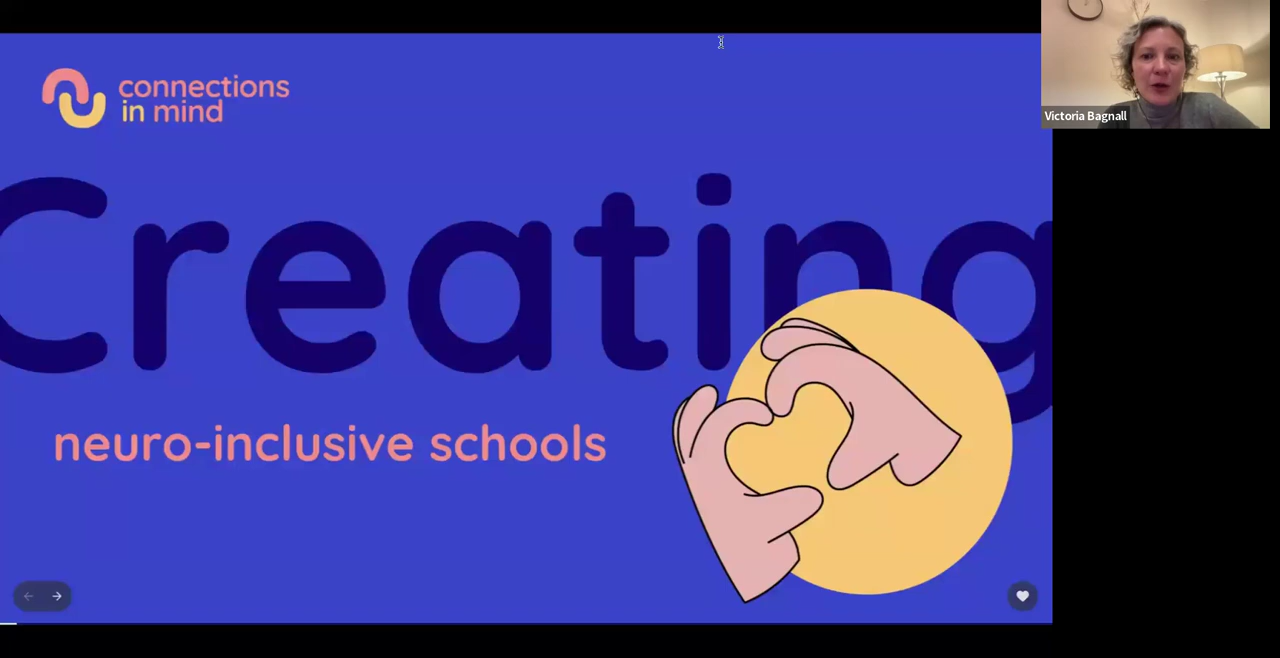 connections
in mind
Creating
neuro-inclusive schools
Victoria Bagnall